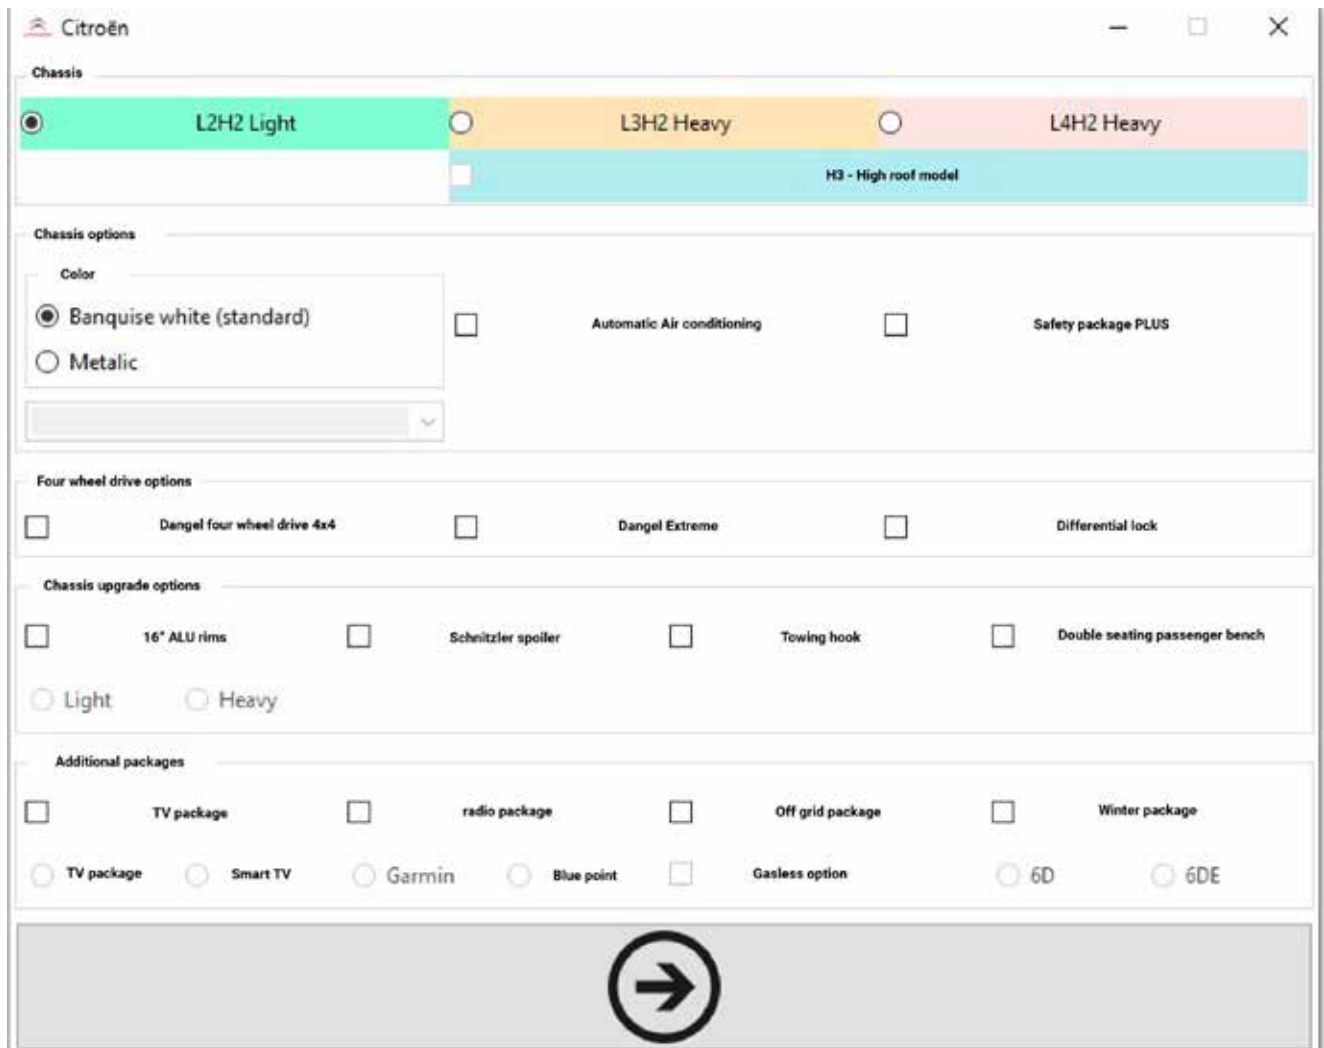 Citroën
Chassis
L2H2 Light L3H2 Heavy L4H2 Heavy
H3 - High roof model
Chassis options
Color
Banquise white (standard)
Automatic Air conditioning Safety package PLUS
Metalic
Four wheel drive options
Dangel four wheel drive 4x4 Dangel Extreme Differential lock
Chassis upgrade options
16" ALU rims Schnitzler spoiler Towing hook Double seating passenger bench
Light Heavy
Additional packages
TV package radio package Off grid package Winter package
TV package Smart TV Garmin Blue point Gasless option 6D 6DE